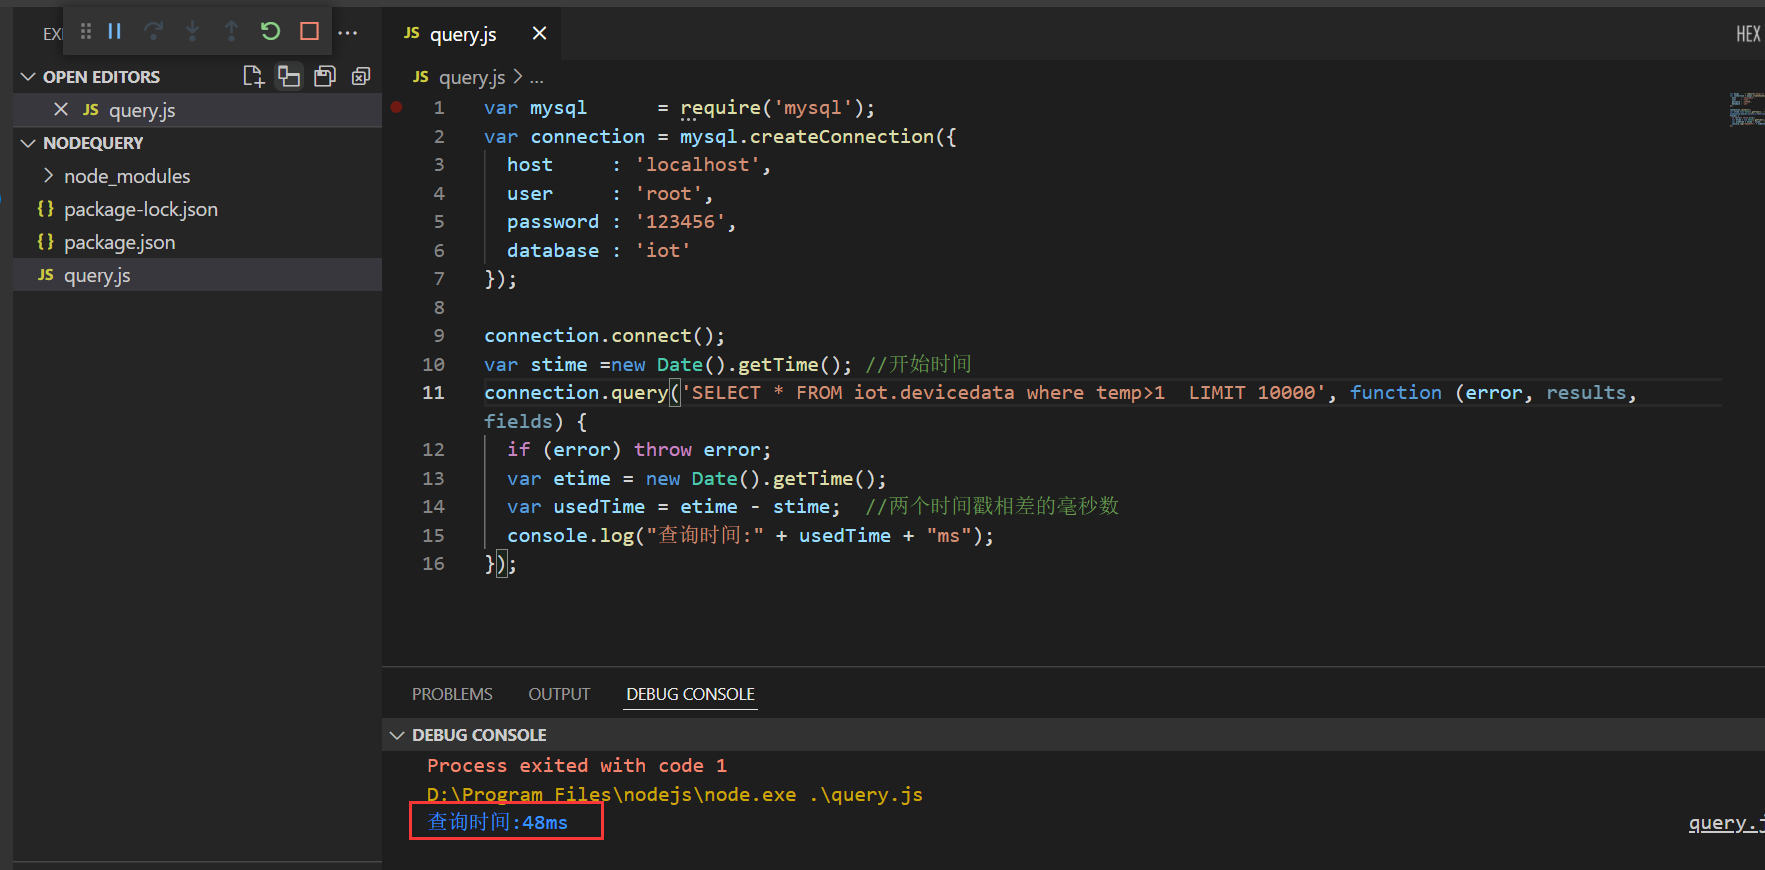 EX
OPEN EDITORS
JS query.js
NODEQUERY
node_modules
{} package-lock.json
{} package.json
JS query.js
JS query.js
HEX
JS query.js > ...
1 var mysql      = require('mysql');
2 var connection = mysql.createConnection({
3   host     : 'localhost',
4   user     : 'root',
5   password : '123456',
6   database : 'iot'
7 });
8
9 connection.connect();
10 var stime =new Date().getTime(); //开始时间
11 connection.query('SELECT * FROM iot.devicedata where temp>1  LIMIT 10000', function (error, results,
fields) {
12   if (error) throw error;
13   var etime = new Date().getTime();
14   var usedTime = etime - stime;  //两个时间戳相差的毫秒数
15   console.log("查询时间:" + usedTime + "ms");
16 });
PROBLEMS OUTPUT DEBUG CONSOLE
DEBUG CONSOLE
Process exited with code 1
D:\Program Files\nodejs\node.exe .\query.js
查询时间:48ms
query.j